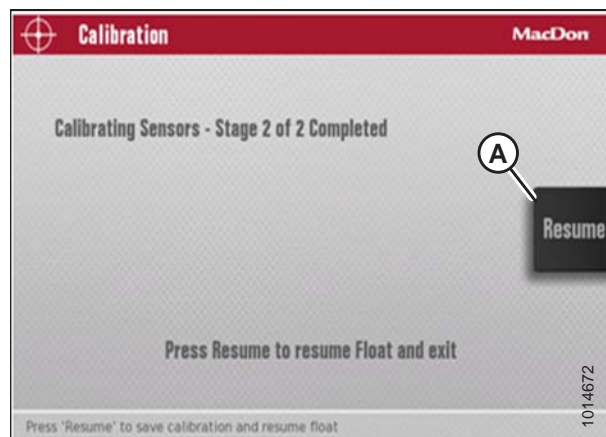 Calibration
MacDon
Calibrating Sensors - Stage 2 of 2 Completed
A
Resume
Press Resume to resume Float and exit
1014672
Press 'Resume' to save calibration and resume float